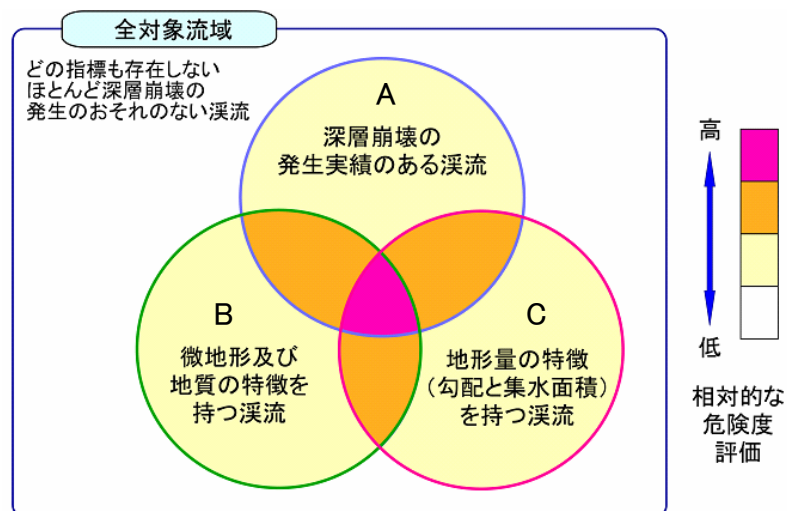 全対象流域
どの指標も存在しない
ほとんど深層崩壊の
発生のおそれのない渓流
A
深層崩壊の
発生実績のある渓流
B
微地形及び
地質の特徴を
持つ渓流
C
地形量の特徴
（勾配と集水面積）
を持つ渓流
高
低
相対的な
危険度
評価